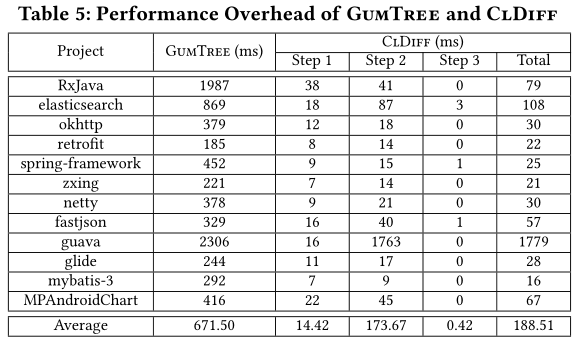 Table 5: Performance Overhead of GUMTREE and CLDIFF
Project GUMTREE (ms) CLDIFF (ms)
Step 1 Step 2 Step 3 Total
RxJava 1987 38 41 0 79
elasticsearch 869 18 87 3 108
okhttp 379 12 18 0 30
retrofit 185 8 14 0 22
spring-framework 452 9 15 1 25
zxing 221 7 14 0 21
netty 378 9 21 0 30
fastjson 329 16 40 1 57
guava 2306 16 1763 0 1779
glide 244 11 17 0 28
mybatis-3 292 7 9 0 16
MPAndroidChart 416 22 45 0 67
Average 671.50 14.42 173.67 0.42 188.51